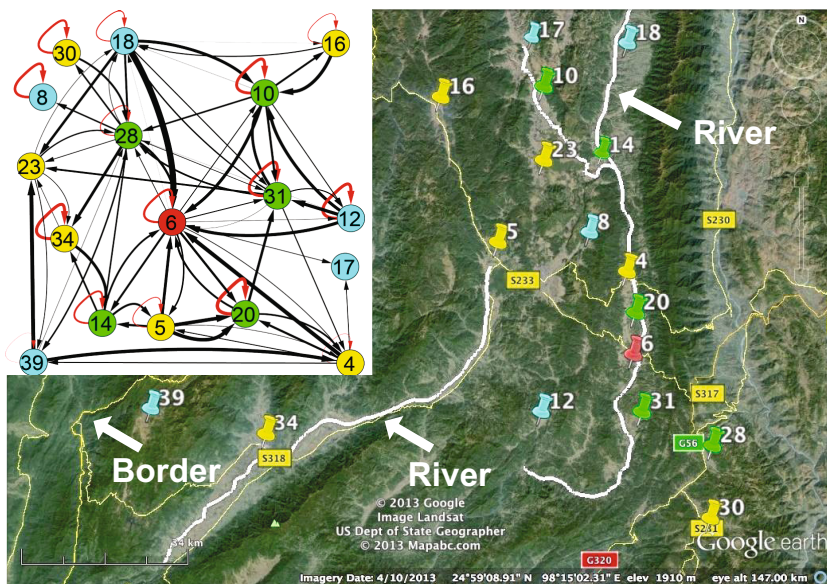 18
16
30
8
10
28
23
31
6
12
34
17
14
5
20
39
4
17
18
16
10
River
14
23
S230
8
5
S233
4
20
6
S317
39
12
31
34
G56
28
S318
Border
River
30
S231
© 2013 Google
Image Landsat
US Dept of State Geographer
© 2013 Mapabc.com
Google earth
34 km
G320
N
Imagery Date: 4/10/2013 24°59'08.91" N 98°15'02.31" E elev 1910 m eye alt 147.00 km